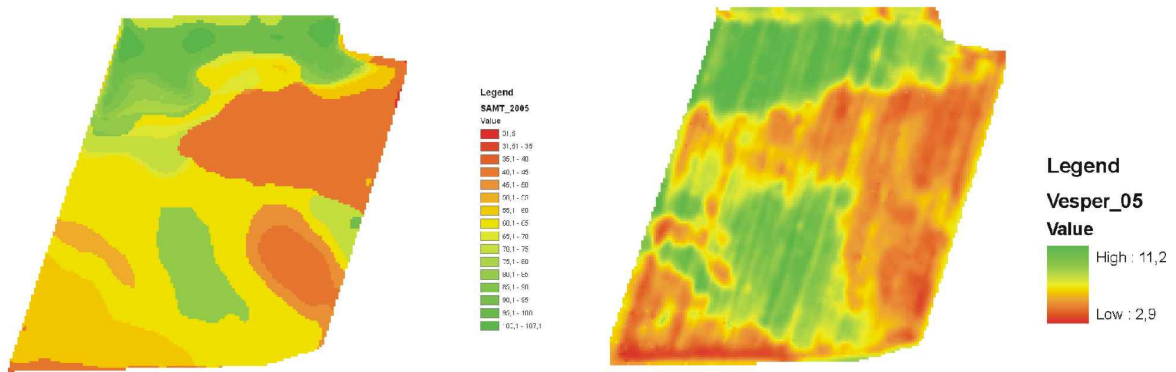 Legend
SAMT_2005
Value
31,5
31,51 - 35
35,1 - 40
40,1 - 45
45,1 - 50
50,1 - 55
55,1 - 60
60,1 - 65
65,1 - 70
70,1 - 75
75,1 - 80
80,1 - 85
85,1 - 90
90,1 - 95
95,1 - 100
100,1 - 107,1
Legend
Vesper_05
Value
High : 11,2
Low : 2,9